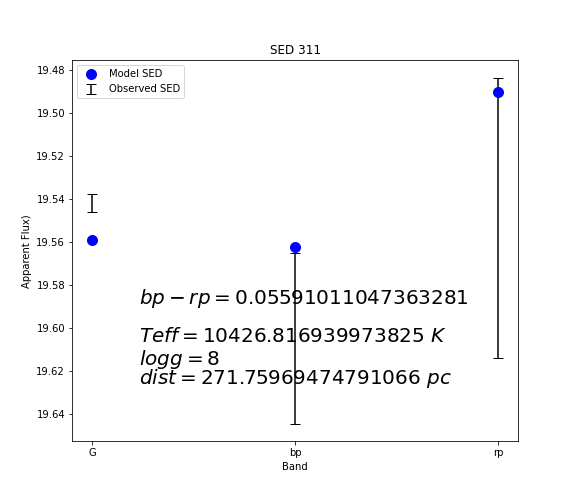 SED 311
Model SED
Observed SED
19.48
19.50
19.52
19.54
19.56
19.58
19.60
19.62
19.64
Apparent Flux)
bp − rp = 0.05591011047363281
Teff = 10426.816939973825 K
logg = 8
dist = 271.75969474791066 pc
G bp rp
Band